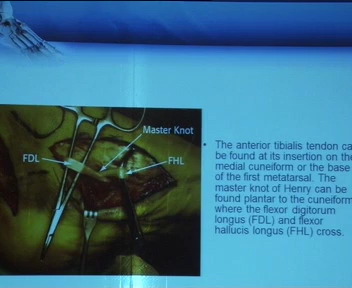 Master Knot
FDL
FHL
The anterior tibialis tendon ca
be found at its insertion on the
medial cuneiform or the base
of the first metatarsal. The
master knot of Henry can be
found plantar to the cuneiform
where the flexor digitorum
longus (FDL) and flexor
hallucis longus (FHL) cross.